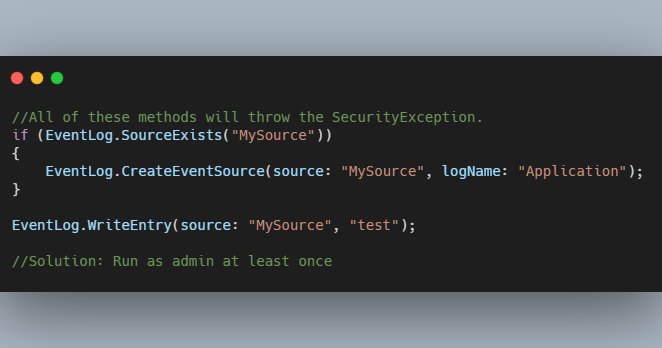 //All of these methods will throw the SecurityException.
if (EventLog.SourceExists("MySource"))
{
    EventLog.CreateEventSource(source: "MySource", logName: "Application");
}
EventLog.WriteEntry(source: "MySource", "test");
//Solution: Run as admin at least once